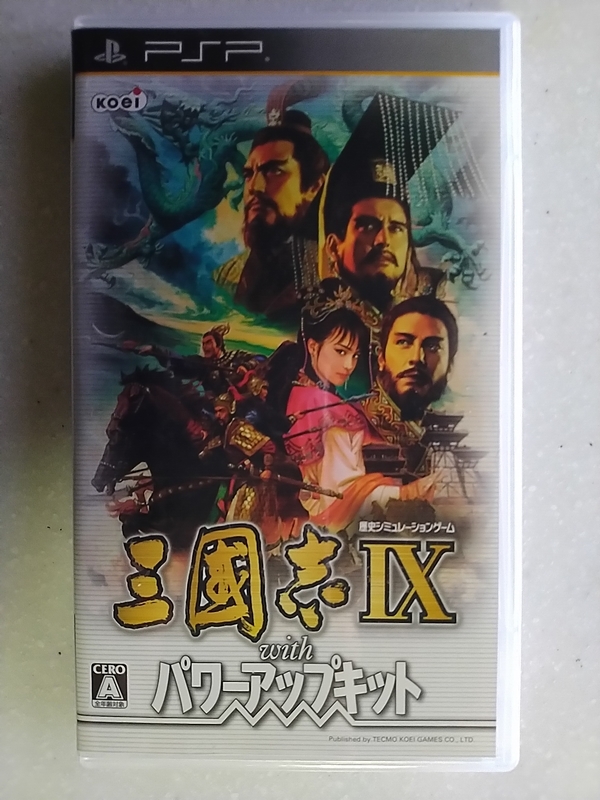 PSP
KOEI
歴史シミュレーションゲーム
三國志IX
with
パワーアップキット
CERO
A
全年齢対象
Published by TECMO KOEI GAMES CO., LTD.